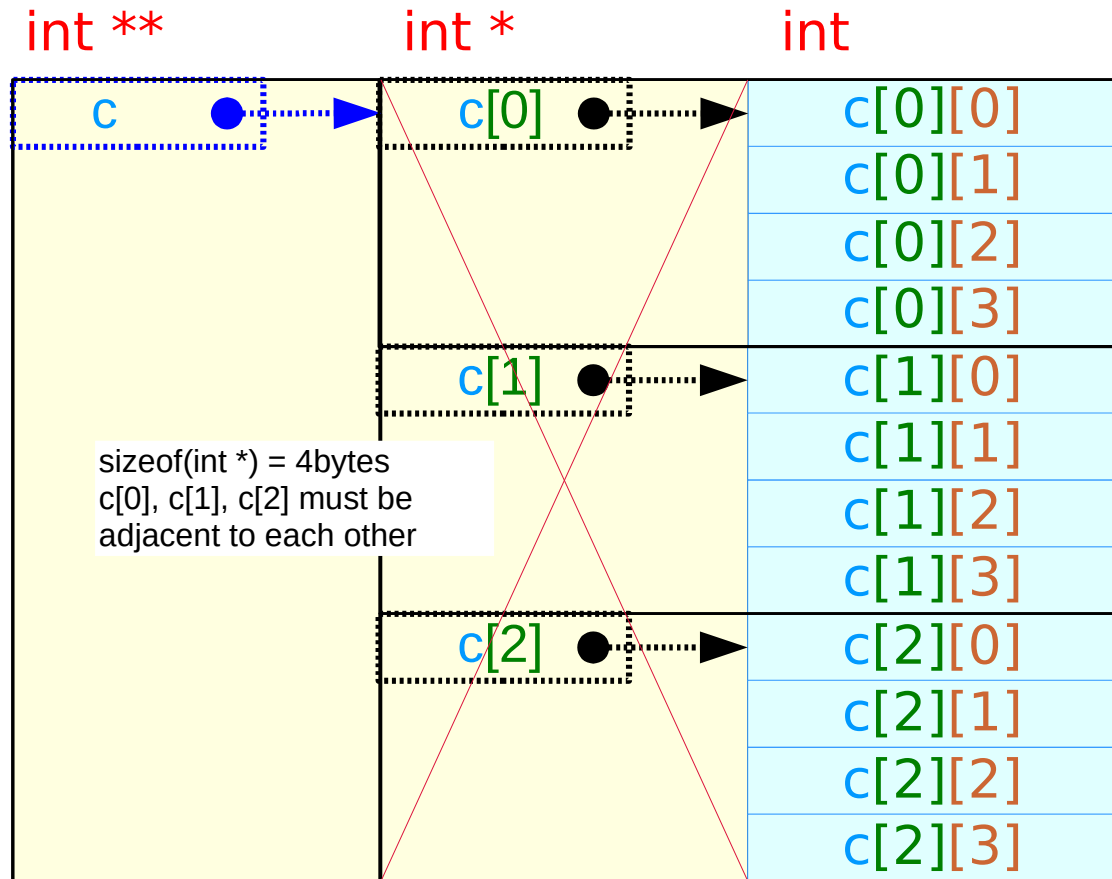 int ** int * int
c c[0] c[0][0]
c[0][1]
c[0][2]
c[0][3]
c[1] c[1][0]
c[1][1]
sizeof(int *) = 4bytes
c[0], c[1], c[2] must be
adjacent to each other
c[1][2]
c[1][3]
c[2] c[2][0]
c[2][1]
c[2][2]
c[2][3]